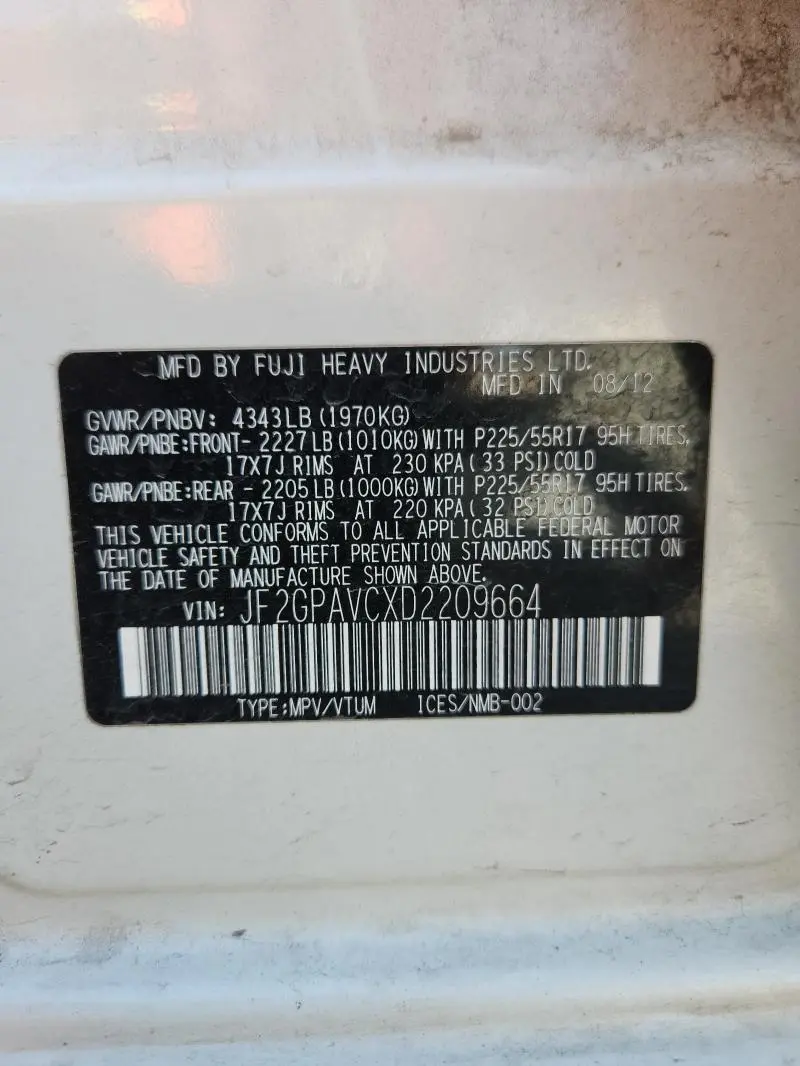 MFD BY FUJI HEAVY INDUSTRIES LTD.
MFD IN 08/12
GVWR/PNBV: 4343LB(1970KG)
GAWR/PNBE:FRONT- 2227LB(1010KG)WITH P225/55R17 95H TIRES,
17X7J RIMS AT 230 KPA(33 PSI)COLD
GAWR/PNBE:REAR - 2205LB(1000KG)WITH P225/55R17 95H TIRES,
17X7J RIMS AT 220 KPA(32 PSI)COLD
THIS VEHICLE CONFORMS TO ALL APPLICABLE FEDERAL MOTOR
VEHICLE SAFETY AND THEFT PREVENTION STANDARDS IN EFFECT ON
THE DATE OF MANUFACTURE SHOWN ABOVE.
VIN: JF2GPAVCXD2209664
TYPE:MPV/VTUM ICES/NMB-002